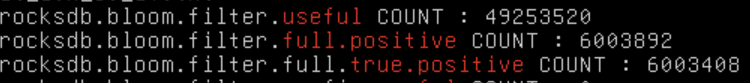 rocksdb.bloom.filter.useful COUNT : 49253520
rocksdb.bloom.filter.full.positive COUNT : 6003892
rocksdb.bloom.filter.full.true.positive COUNT : 6003408